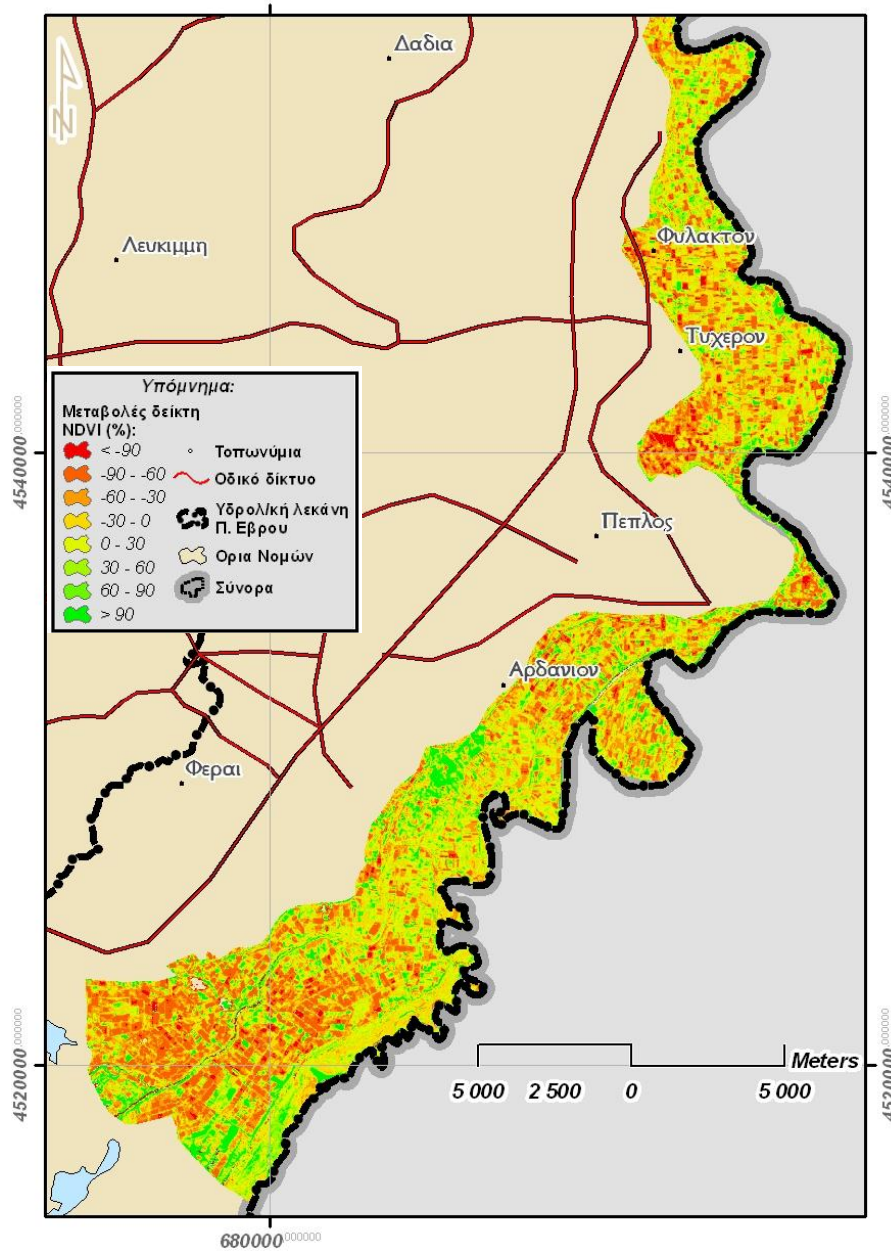 Δαδια
N
Λευκιμμη
Φυλακτον
Τυχερον
Υπόμνημα:
Μεταβολές δείκτη
NDVI (%):
< -90
-90 - -60
-60 - -30
-30 - 0
0 - 30
30 - 60
60 - 90
> 90
Τοπωνύμια
Οδικό δίκτυο
Υδρολ/κή λεκάνη
Π. Εβρου
Ορια Νομών
Σύνορα
4540000,000000
4540000,000000
Πεπλος
Αρδανιον
Φεραι
4520000,000000
4520000,000000
Meters
5 000 2 500 0 5 000
680000,000000